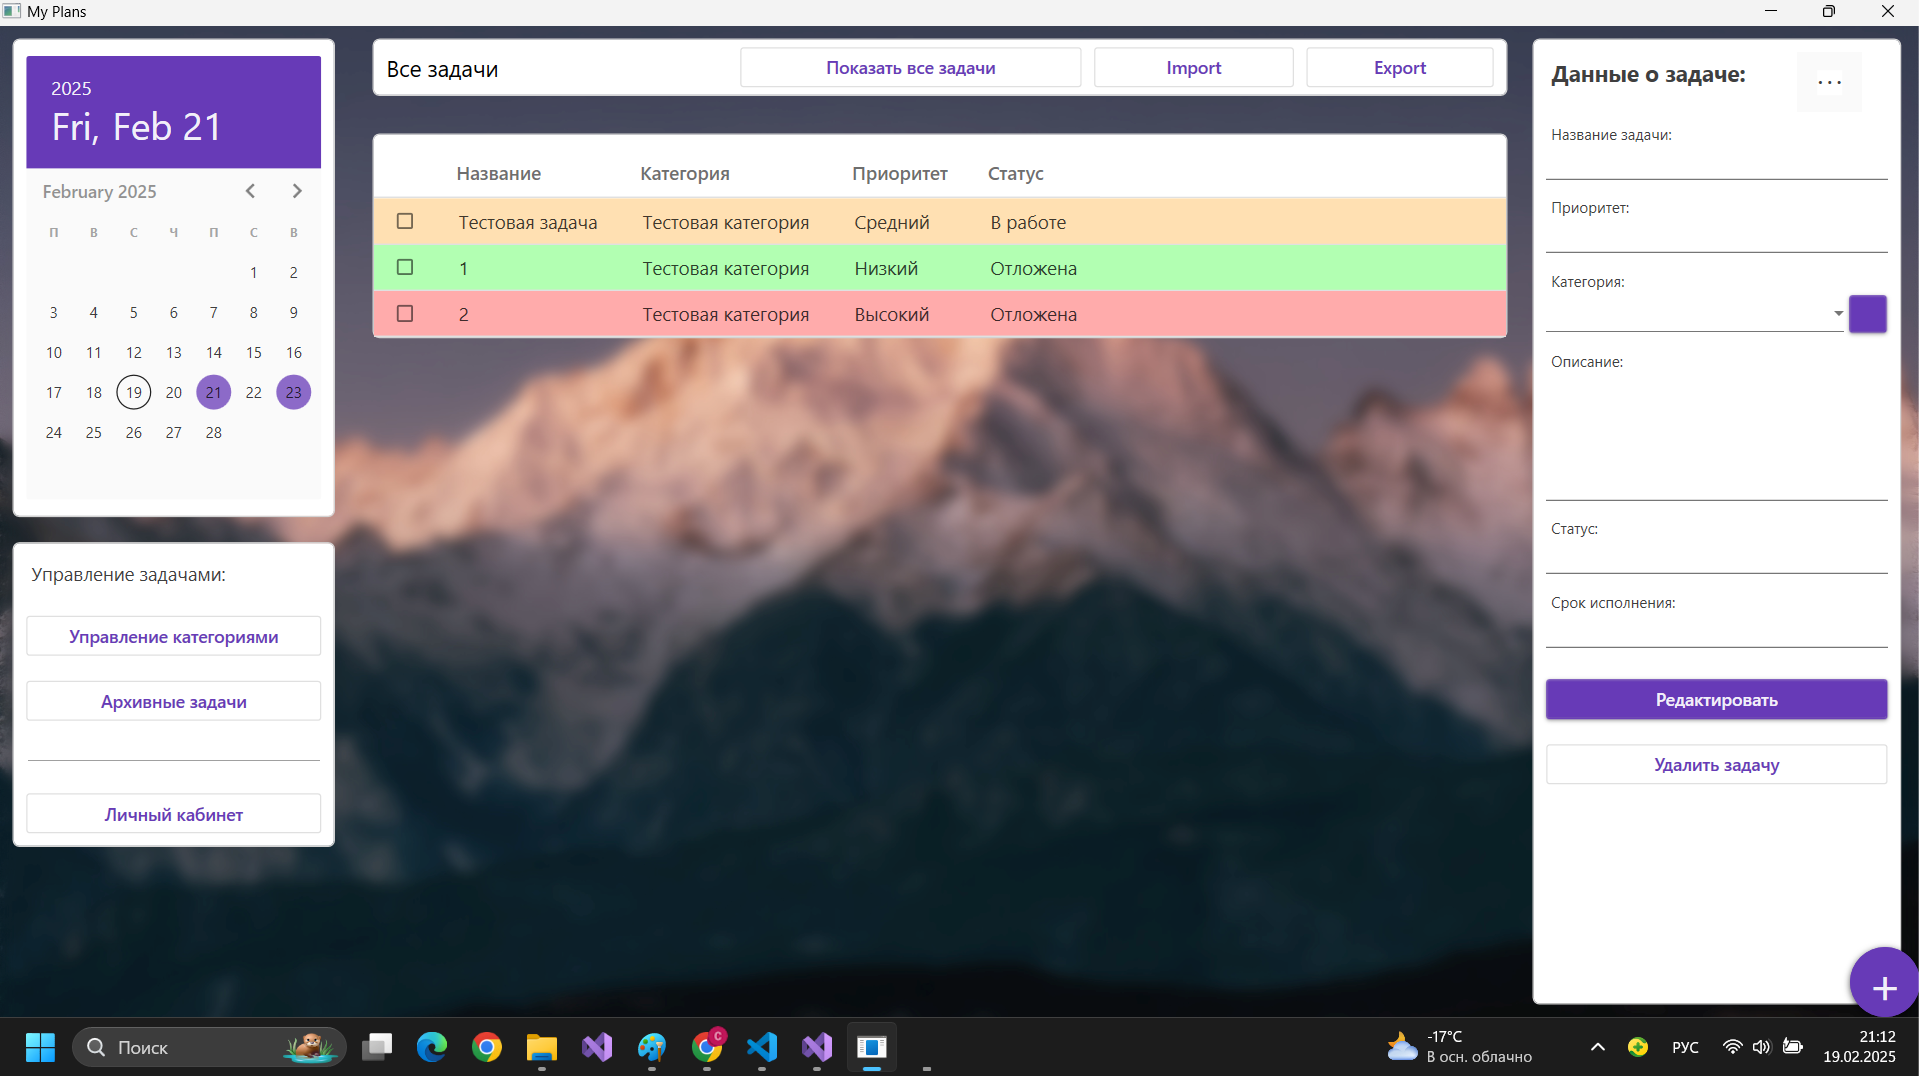 My Plans
2025
Fri, Feb 21
February 2025
П В С Ч П С В
1 2
3 4 5 6 7 8 9
10 11 12 13 14 15 16
17 18 19 20 21 22 23
24 25 26 27 28
Управление задачами:
Управление категориями
Архивные задачи
Личный кабинет
Все задачи
Показать все задачи
Import
Export
Название Категория Приоритет Статус
Тестовая задача Тестовая категория Средний В работе
1 Тестовая категория Низкий Отложена
2 Тестовая категория Высокий Отложена
Данные о задаче:
...
Название задачи:
Приоритет:
Категория:
Описание:
Статус:
Срок исполнения:
Редактировать
Удалить задачу
+
Поиск
C
-17°C
В осн. облачно
РУС
21:12
19.02.2025